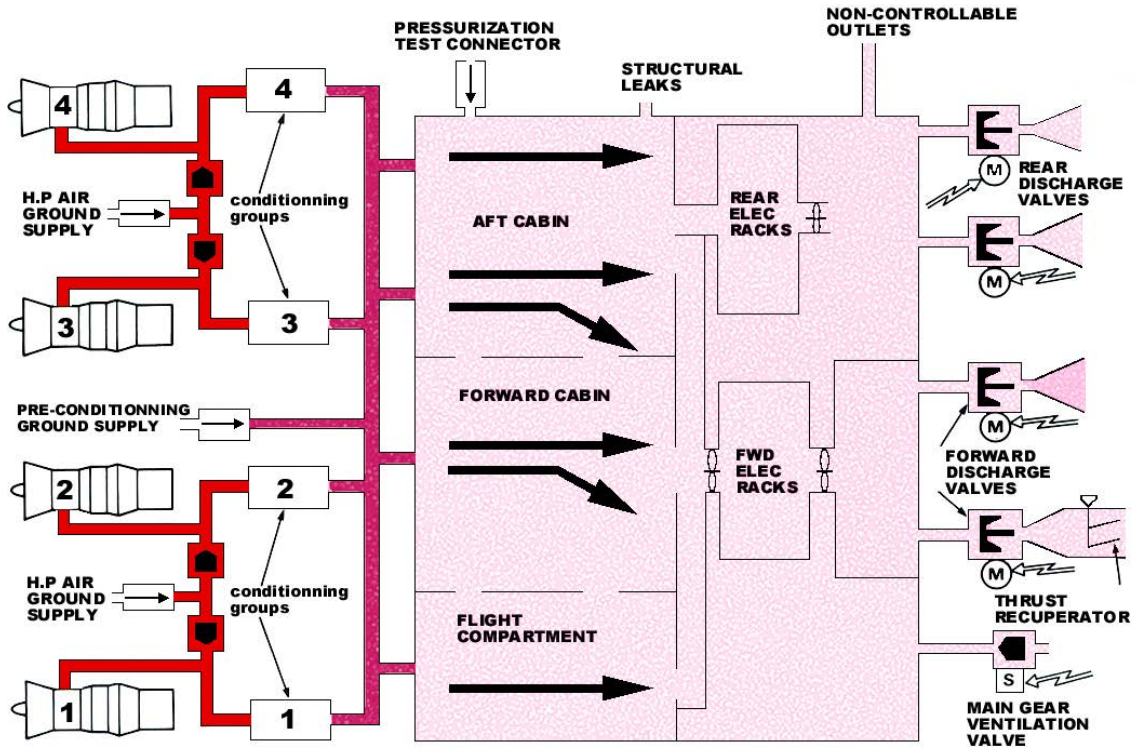 PRESSURIZATION
TEST CONNECTOR
NON-CONTROLLABLE
OUTLETS
STRUCTURAL
LEAKS
4
4
H.P AIR
GROUND
SUPPLY
conditionning
groups
3
3
PRE-CONDITIONNING
GROUND SUPPLY
2
2
H.P AIR
GROUND
SUPPLY
conditionning
groups
1
1
AFT CABIN
FORWARD CABIN
FLIGHT
COMPARTMENT
REAR
ELEC
RACKS
FWD
ELEC
RACKS
M
REAR
DISCHARGE
VALVES
M
M
FORWARD
DISCHARGE
VALVES
M
THRUST
RECUPERATOR
S
MAIN GEAR
VENTILATION
VALVE